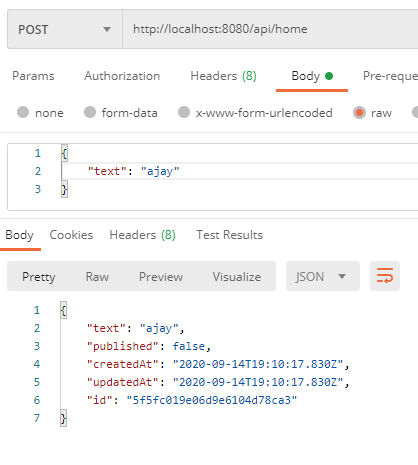 POST http://localhost:8080/api/home
Params Authorization Headers (8) Body Pre-reque
none form-data x-www-form-urlencoded raw
1 {
2 "text": "ajay"
3 }
Body Cookies Headers (8) Test Results
Pretty Raw Preview Visualize JSON
1 {
2 "text": "ajay",
3 "published": false,
4 "createdAt": "2020-09-14T19:10:17.830Z",
5 "updatedAt": "2020-09-14T19:10:17.830Z",
6 "id": "5f5fc019e06d9e6104d78ca3"
7 }